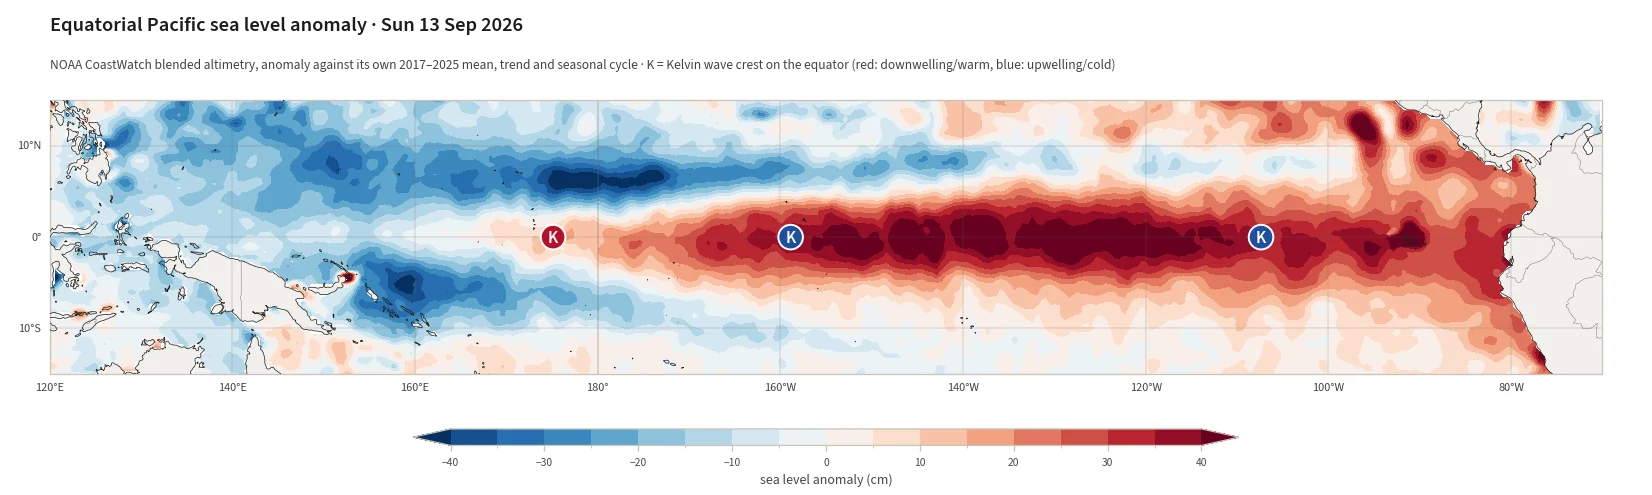 Equatorial Pacific sea level anomaly · Sun 13 Sep 2026
NOAA CoastWatch blended altimetry, anomaly against its own 2017–2025 mean, trend and seasonal cycle · K = Kelvin wave crest on the equator (red: downwelling/warm, blue: upwelling/cold)
10°N
0°
K K K
10°S
120°E 140°E 160°E 180° 160°W 140°W 120°W 100°W 80°W
−40 −30 −20 −10 0 10 20 30 40
sea level anomaly (cm)